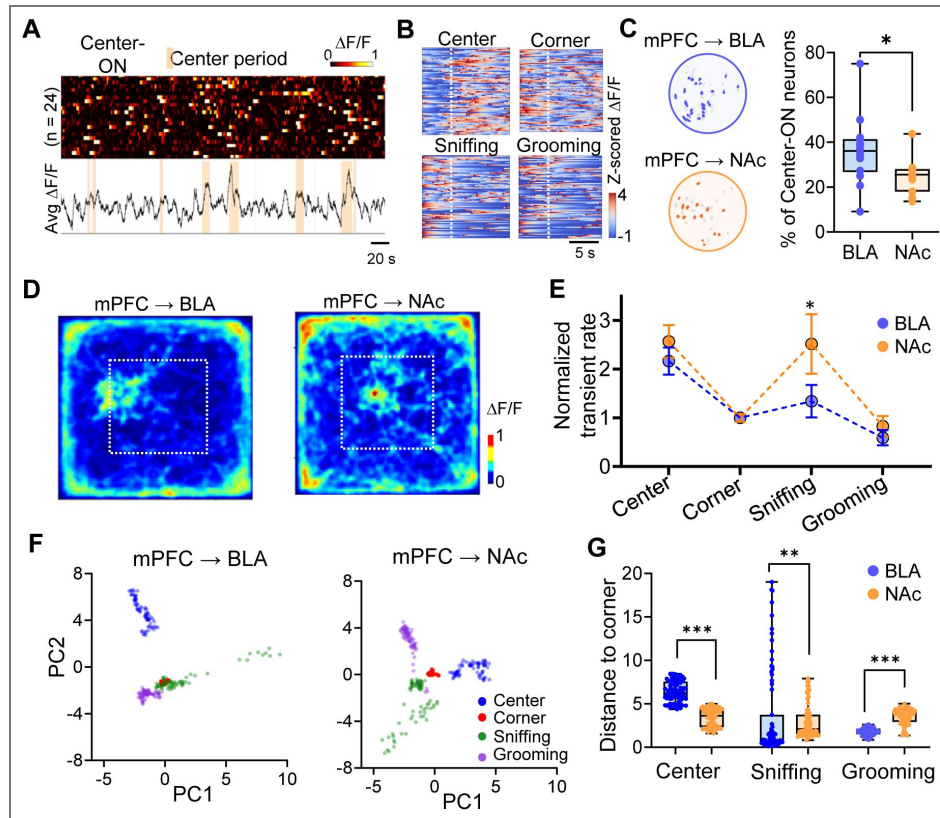 A
Center-
ON
Center period
ΔF/F
0 1
(n = 24)
Avg ΔF/F
20 s
B
Center Corner
Sniffing Grooming
Z-scored ΔF/F
4
-1
5 s
C
mPFC → BLA
mPFC → NAc
% of Center-ON neurons
80
60
40
20
0
*
BLA NAc
D
mPFC → BLA
mPFC → NAc
ΔF/F
1
0
E
Normalized
transient rate
3
2
1
0
*
BLA
NAc
Center
Corner
Sniffing
Grooming
F
mPFC → BLA
PC2
8
4
0
-4
-8
-5 0 5 10
mPFC → NAc
8
4
0
-4
-8
-5 0 5 10
PC1
PC1
Center
Corner
Sniffing
Grooming
G
Distance to corner
20
15
10
5
0
***
**
***
BLA
NAc
Center
Sniffing
Grooming